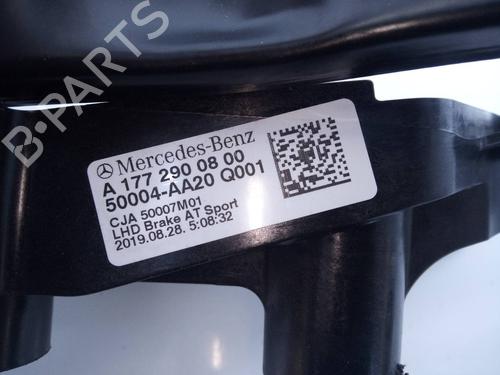 Mercedes-Benz
A 177 290 08 00
50004-AA20 Q001
CJA 50007M01
LHD Brake AT Sport
2019.08.28. 5:08:32
B-PARTS